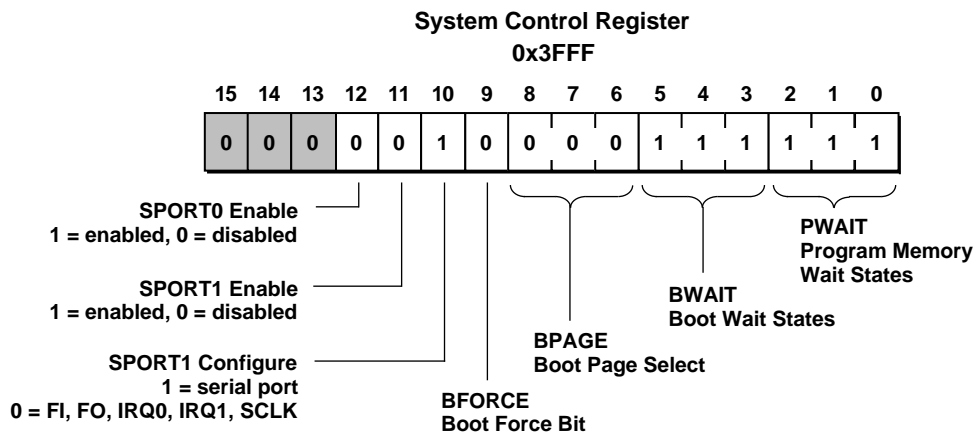 System Control Register
0x3FFF
15 14 13 12 11 10 9 8 7 6 5 4 3 2 1 0
0 0 0 0 0 1 0 0 0 0 1 1 1 1 1 1
SPORT0 Enable
1 = enabled, 0 = disabled
SPORT1 Enable
1 = enabled, 0 = disabled
SPORT1 Configure
1 = serial port
0 = FI, FO, IRQ0, IRQ1, SCLK
BFORCE
Boot Force Bit
BPAGE
Boot Page Select
BWAIT
Boot Wait States
PWAIT
Program Memory
Wait States